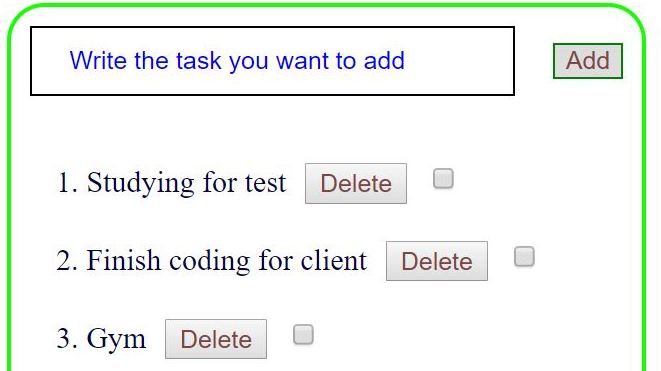 Write the task you want to add Add
1. Studying for test Delete
2. Finish coding for client Delete
3. Gym Delete